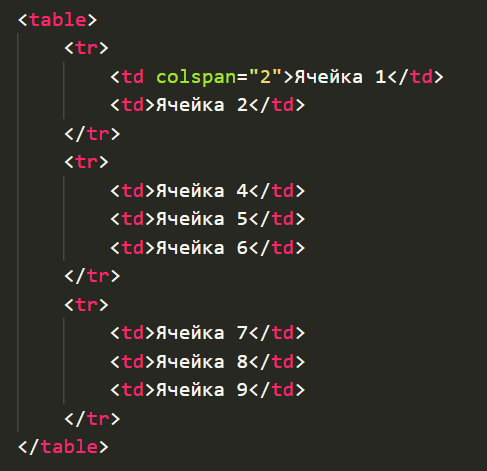 <table>
    <tr>
        <td colspan="2">Ячейка 1</td>
        <td>Ячейка 2</td>
    </tr>
    <tr>
        <td>Ячейка 4</td>
        <td>Ячейка 5</td>
        <td>Ячейка 6</td>
    </tr>
    <tr>
        <td>Ячейка 7</td>
        <td>Ячейка 8</td>
        <td>Ячейка 9</td>
    </tr>
</table>